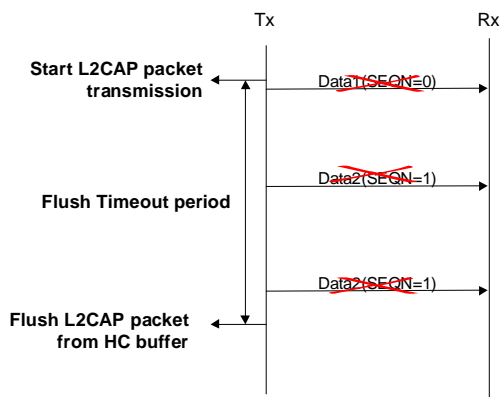 Tx
Rx
Start L2CAP packet
transmission
Data1(SEQN=0)
Data2(SEQN=1)
Flush Timeout period
Data2(SEQN=1)
Flush L2CAP packet
from HC buffer